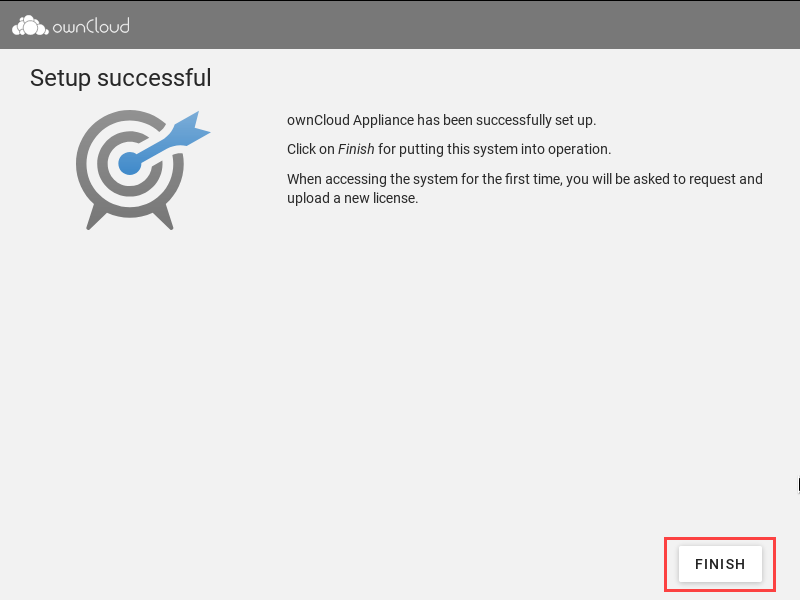 ownCloud
Setup successful
ownCloud Appliance has been successfully set up.
Click on Finish for putting this system into operation.
When accessing the system for the first time, you will be asked to request and
upload a new license.
FINISH